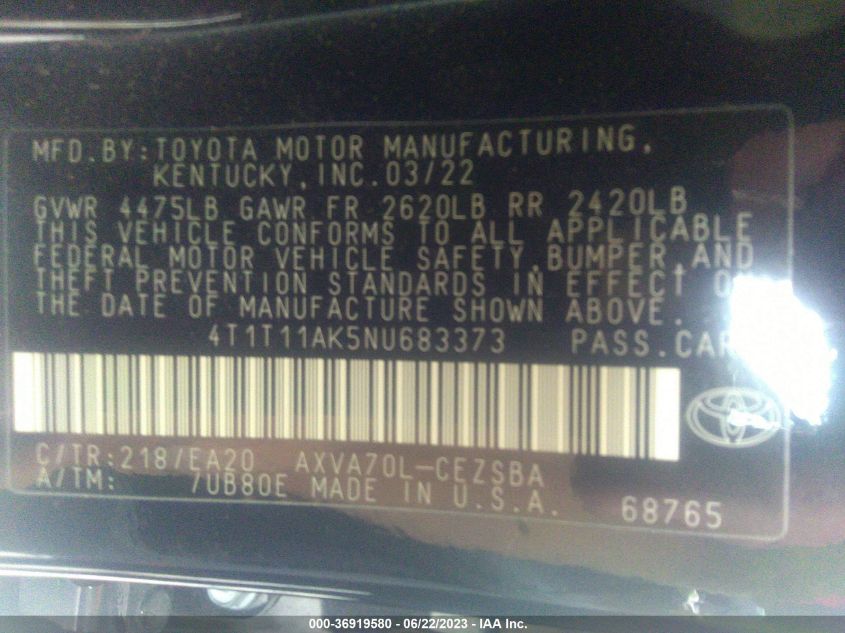 MFD.BY:TOYOTA MOTOR MANUFACTURING,
KENTUCKY,INC.03/22
GVWR 4475LB GAWR FR 2620LB RR 2420LB
THIS VEHICLE CONFORMS TO ALL APPLICABLE
FEDERAL MOTOR VEHICLE SAFETY,BUMPER,AND
THEFT PREVENTION STANDARDS IN EFFECT
THE DATE OF MANUFACTURE SHOWN ABOVE.
4T1T11AK5NU683373 PASS.CAR
C/TR:218/EA20 AXVA70L-CEZSBA
A/TM: 7UB80E MADE IN U.S.A.
68765
000-36919580 - 06/22/2023 - IAA Inc.